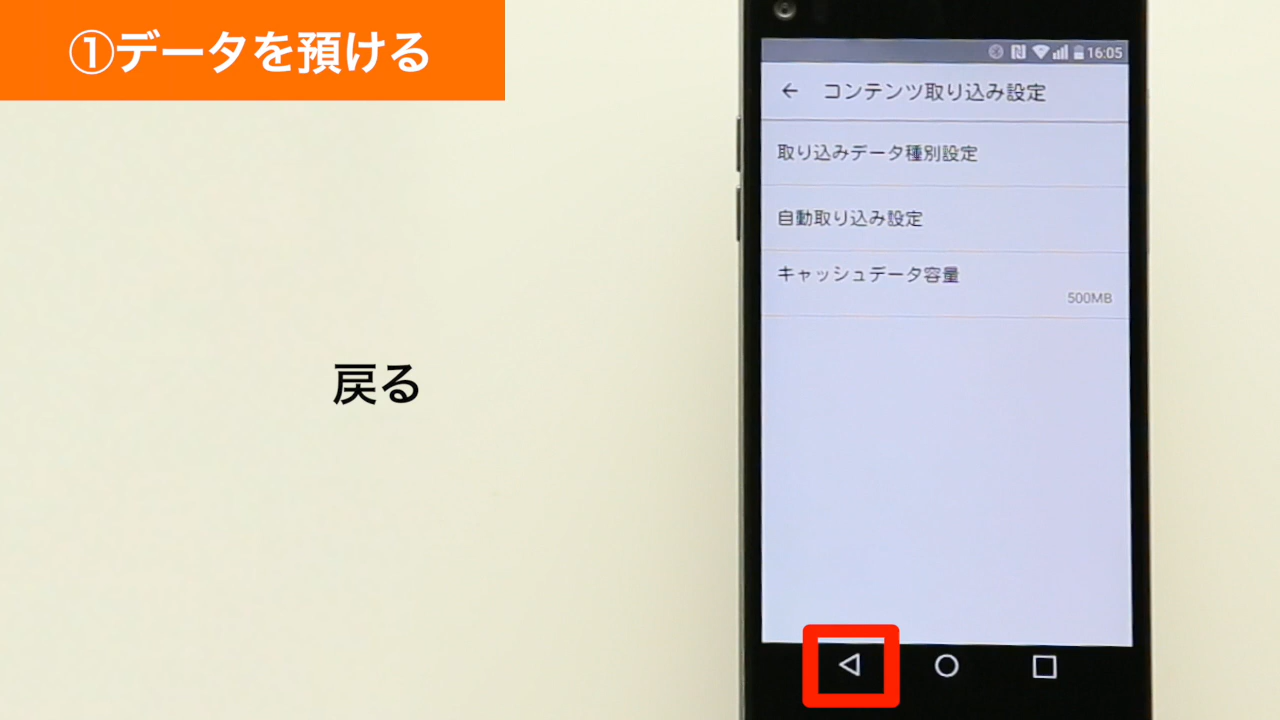 ①データを預ける
戻る
16:05
コンテンツ取り込み設定
取り込みデータ種別設定
自動取り込み設定
キャッシュデータ容量
500MB